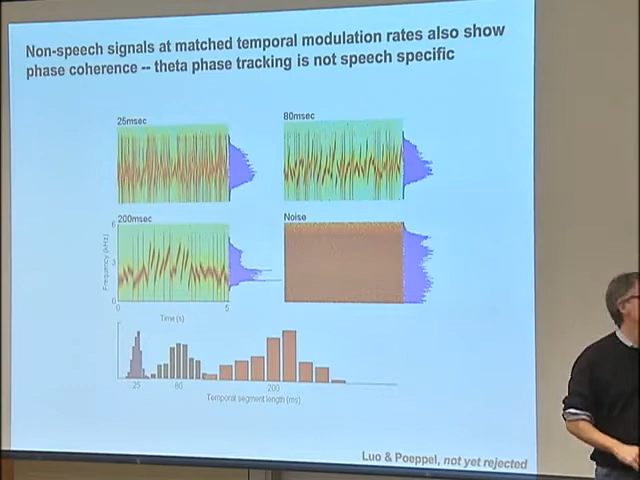 Non-speech signals at matched temporal modulation rates also show
phase coherence -- theta phase tracking is not speech specific
25msec
80msec
200msec
Noise
6
3
0
Frequency (kHz)
0
5
Time (s)
25
80
200
Temporal segment length (ms)
Luo & Poeppel, not yet rejected